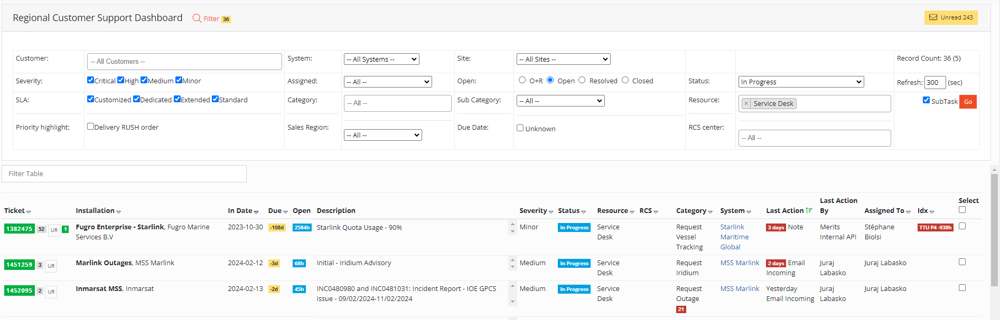 Regional Customer Support Dashboard Filter 36 Unread 243
Customer: -- All Customers -- System: -- All Systems -- Site: -- All Sites -- Record Count: 36 (5)
Severity: Critical High Medium Minor Assigned: -- All -- Open: O+R Open Resolved Closed Status: In Progress Refresh: 300 (sec)
SLA: Customized Dedicated Extended Standard Category: -- All -- Sub Category: -- All -- Resource: × Service Desk SubTask Go
Priority highlight: Delivery RUSH order Sales Region: -- All -- Due Date: Unknown RCS center: -- All --
Filter Table
Ticket Installation In Date Due Open Description Severity Status Resource RCS Category System Last Action Last Action By Assigned To Idx Select
1382475 52 UR 1 Fugro Enterprise - Starlink, Fugro Marine 2023-10-30 -108d 2584h Starlink Quota Usage - 90% Minor In Progress Service Request Starlink 3 days Note Merits Stéphane TTU P4 -938h
Services B.V Desk Vessel Maritime Internal API Biolsi
Tracking Global
1451259 3 UR Marlink Outages, MSS Marlink 2024-02-12 -3d 68h Initial - Iridium Advisory Medium In Progress Service Request MSS Marlink 2 days Email Juraj Juraj Labasko
Desk Iridium Incoming Labasko
1452095 2 UR Inmarsat MSS, Inmarsat 2024-02-13 -2d 45h INC0480980 and INC0481031: Incident Report - IOE GPCS Medium In Progress Service Request MSS Marlink Yesterday Juraj Juraj Labasko
issue - 09/02/2024-11/02/2024 Desk Outage Email Incoming Labasko
21